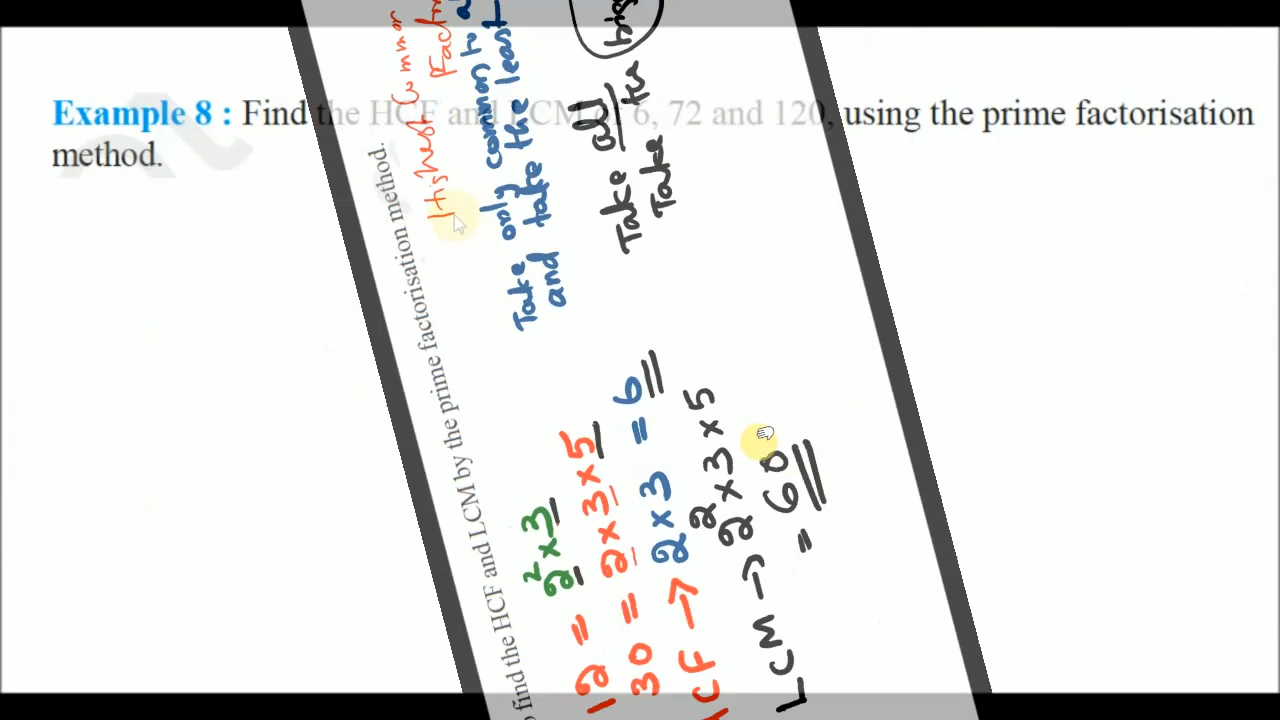 Example 8 : Find the HCF and LCM of 6, 72 and 120, using the prime factorisation
method.
find the HCF and LCM by the prime factorisation method.
Highest Common
Take only common to
and take the least
Take all
Take the
12 = 2² × 3
30 = 2 × 3 × 5
HCF → 2 × 3 = 6
LCM → 2² × 3 × 5
= 60